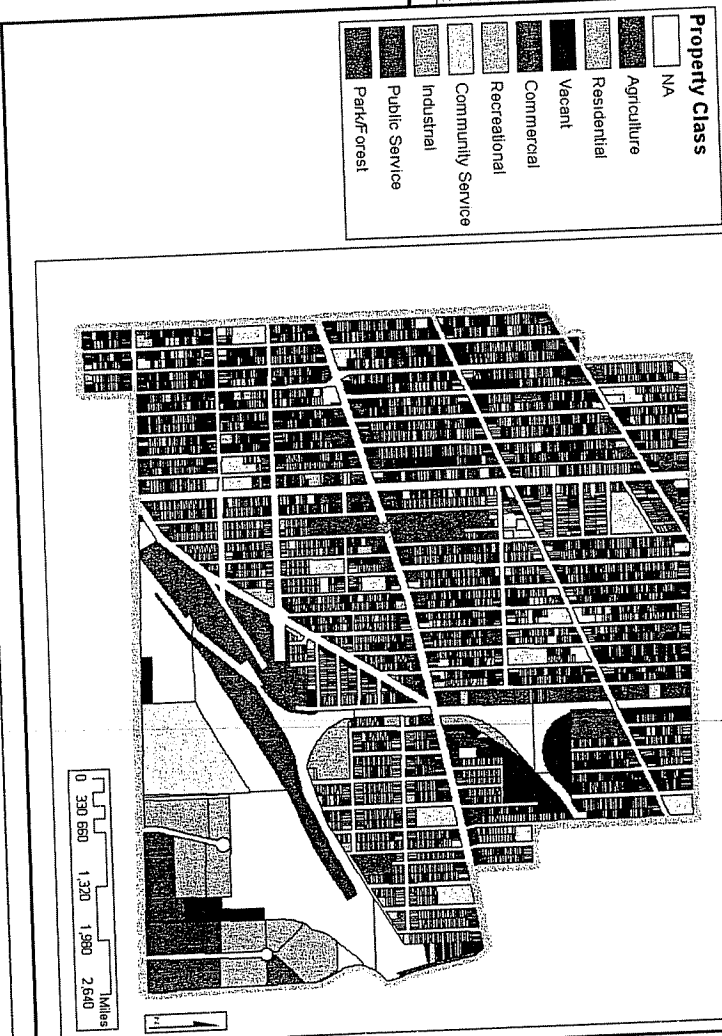 Property Class
NA
Agriculture
Residential
Vacant
Commercial
Recreational
Community Service
Industrial
Public Service
Park/Forest
0 330 660 1,320 1,980 2,640
Miles
N